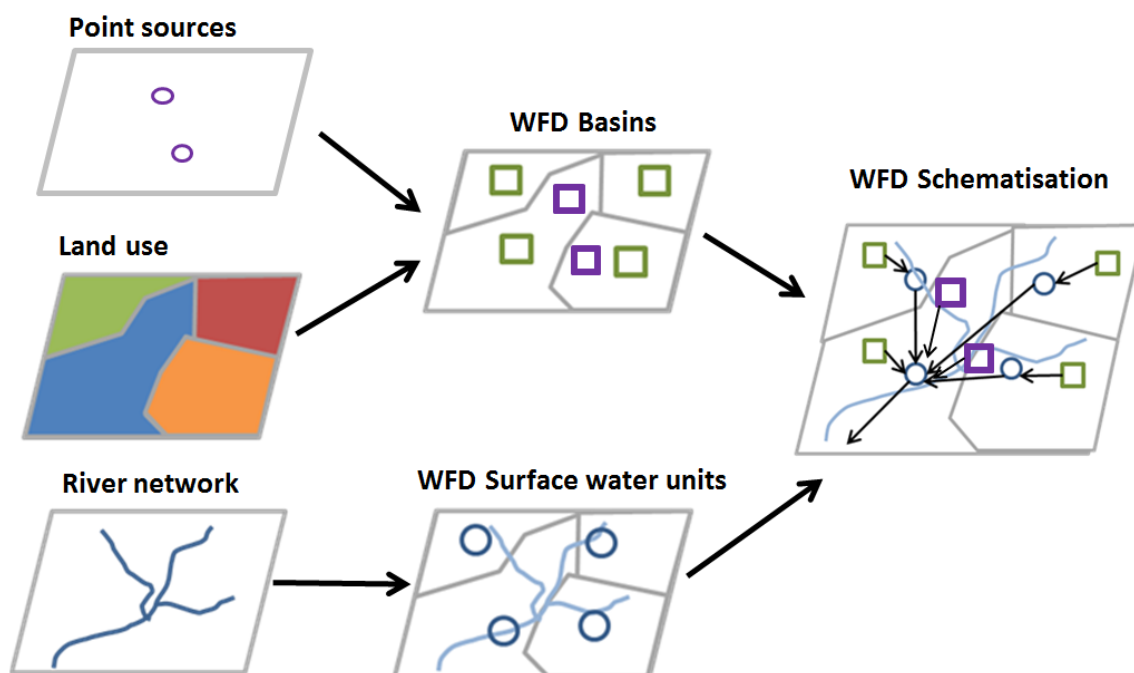 Point sources
WFD Basins
WFD Schematisation
Land use
River network
WFD Surface water units